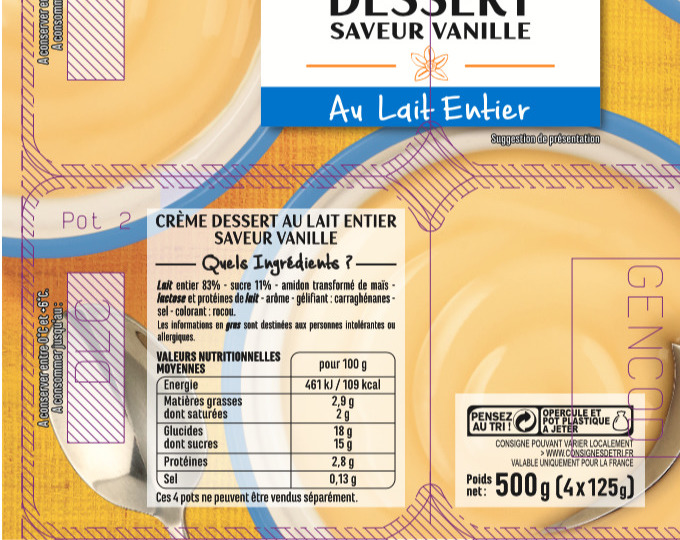 A conserver e
A consomm
DESSERT
SAVEUR VANILLE
Au Lait Entier
Suggestion de présentation
Pot 2
CRÈME DESSERT AU LAIT ENTIER
SAVEUR VANILLE
Quels Ingrédients ?
Lait entier 83% - sucre 11% - amidon transformé de maïs -
lactose et protéines de lait - arôme - gélifiant : carraghénanes -
sel - colorant : rocou.
Les informations en gras sont destinées aux personnes intolérantes ou
allergiques.
VALEURS NUTRITIONNELLES
MOYENNES
pour 100 g
Energie 461 kJ / 109 kcal
Matières grasses 2,9 g
dont saturées 2 g
Glucides 18 g
dont sucres 15 g
Protéines 2,8 g
Sel 0,13 g
Ces 4 pots ne peuvent être vendus séparément.
A conserver entre 0°C et +6°C.
A consommer jusqu'au :
DLC
GENCOD
PENSEZ
AU TRI !
OPERCULE ET
POT PLASTIQUE
A JETER
CONSIGNE POUVANT VARIER LOCALEMENT
> WWW.CONSIGNESDETRI.FR
VALABLE UNIQUEMENT POUR LA FRANCE
Poids
net : 500 g (4x125g)